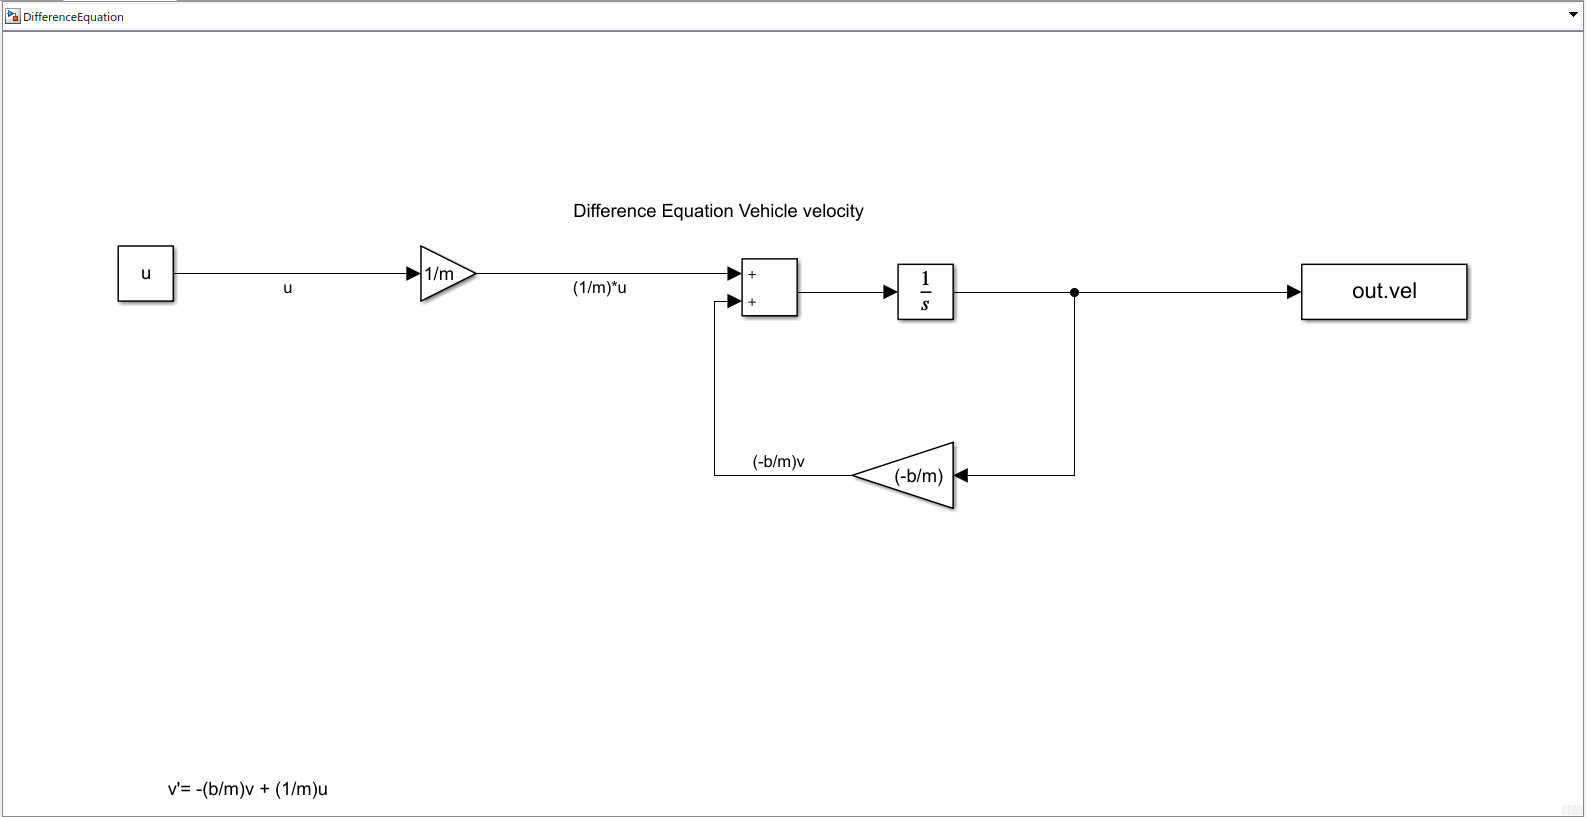 DifferenceEquation
Difference Equation Vehicle velocity
u
u
1/m
(1/m)*u
+
+
1
s
out.vel
(-b/m)v
(-b/m)
v'= -(b/m)v + (1/m)u